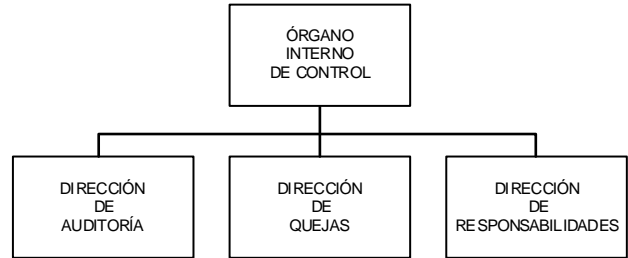 ÓRGANO
INTERNO
DE CONTROL
DIRECCIÓN
DE
AUDITORÍA
DIRECCIÓN
DE
QUEJAS
DIRECCIÓN
DE
RESPONSABILIDADES